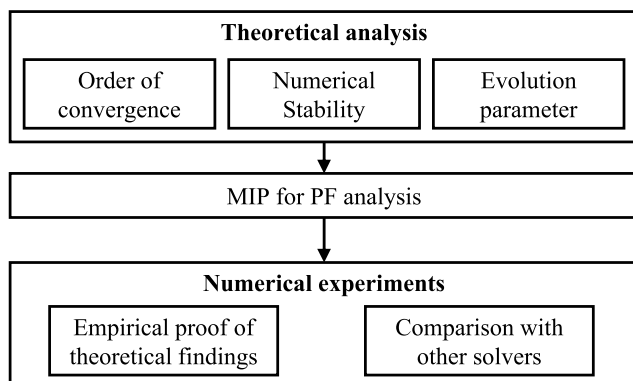 Theoretical analysis
Order of
convergence
Numerical
Stability
Evolution
parameter
MIP for PF analysis
Numerical experiments
Empirical proof of
theoretical findings
Comparison with
other solvers